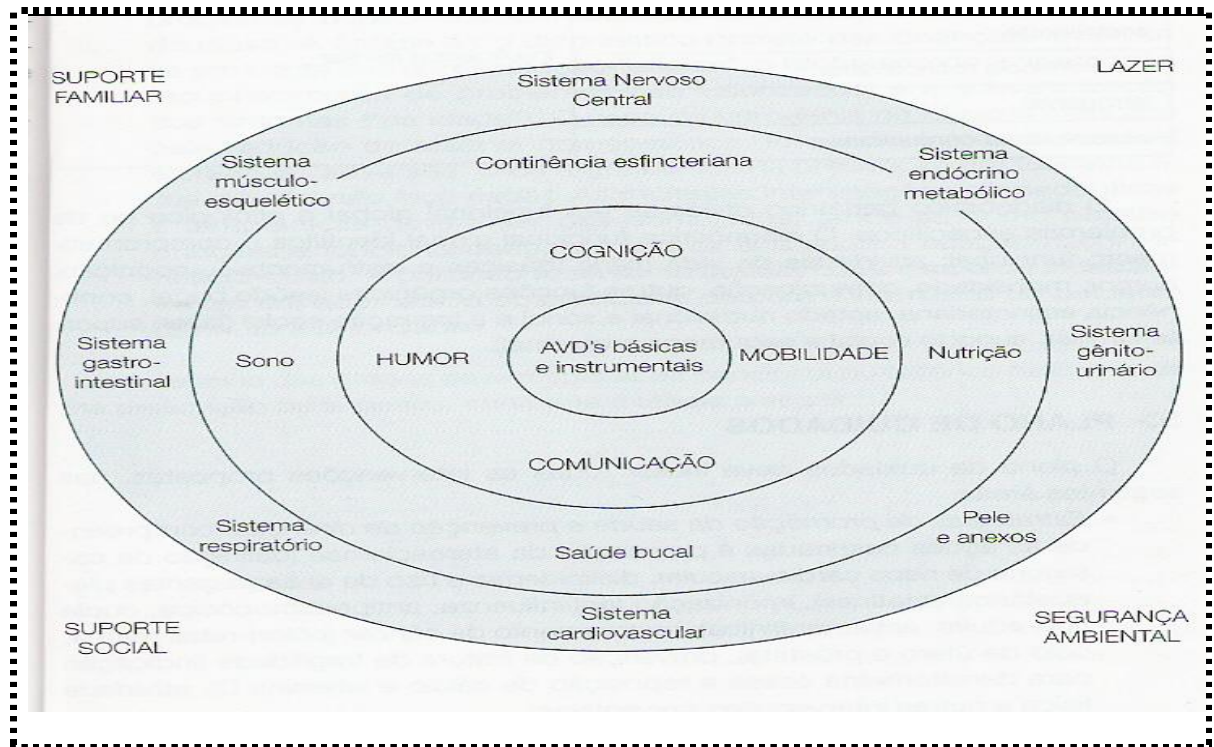 SUPORTE
FAMILIAR
LAZER
Sistema Nervoso
Central
Sistema
músculo-
esquelético
Continência esfincteriana
Sistema
endócrino
metabólico
COGNIÇÃO
Sistema
gastro-
intestinal
Sono
HUMOR
AVD's básicas
e instrumentais
MOBILIDADE
Nutrição
Sistema
gênito-
urinário
COMUNICAÇÃO
Sistema
respiratório
Saúde bucal
Pele
e anexos
Sistema
cardiovascular
SUPORTE
SOCIAL
SEGURANÇA
AMBIENTAL